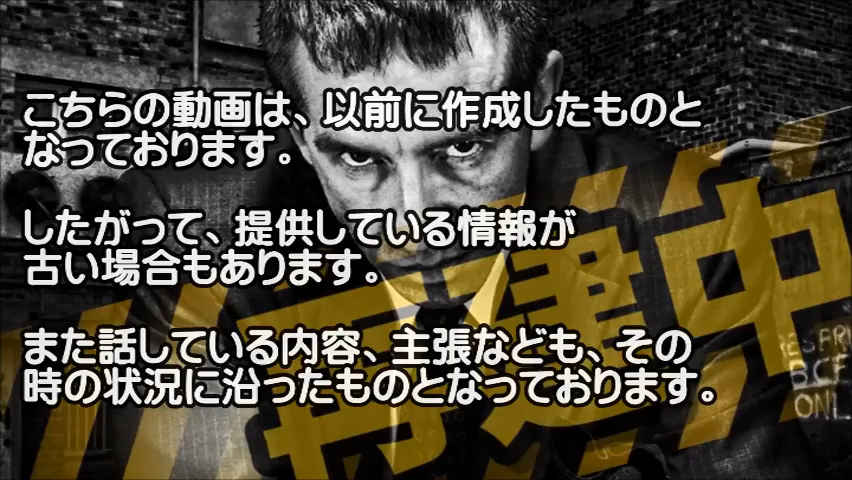 こちらの動画は、以前に作成したものと
なっております。
したがって、提供している情報が
古い場合もあります。
また話している内容、主張なども、その
時の状況に沿ったものとなっております。
再建中
ONL